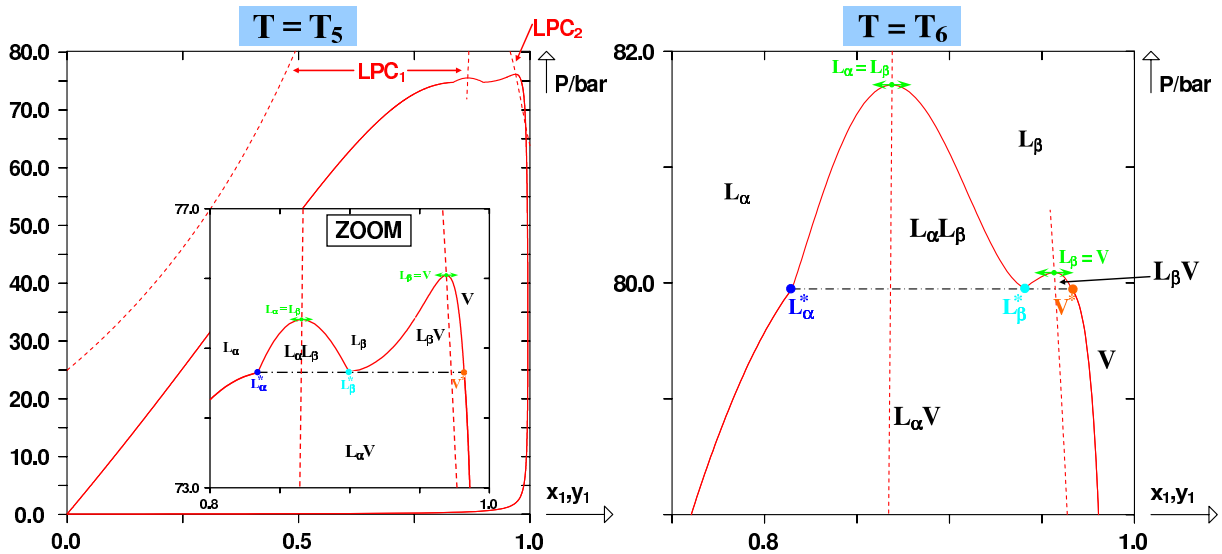 T = T₅
LPC₂
80.0
LPC₁
P/bar
70.0
60.0
50.0
40.0
30.0
20.0
10.0
0.0
0.0
0.5
1.0
x₁,y₁
77.0
ZOOM
Lβ=V
V
Lα=Lβ
Lα
LαLβ
Lβ
LβV
L*α
L*β
V*
LαV
73.0
0.8
1.0
T = T₆
82.0
Lα=Lβ
P/bar
Lβ
Lα
LαLβ
Lβ=V
LβV
80.0
L*α
L*β
V*
V
LαV
x₁,y₁
0.8
1.0